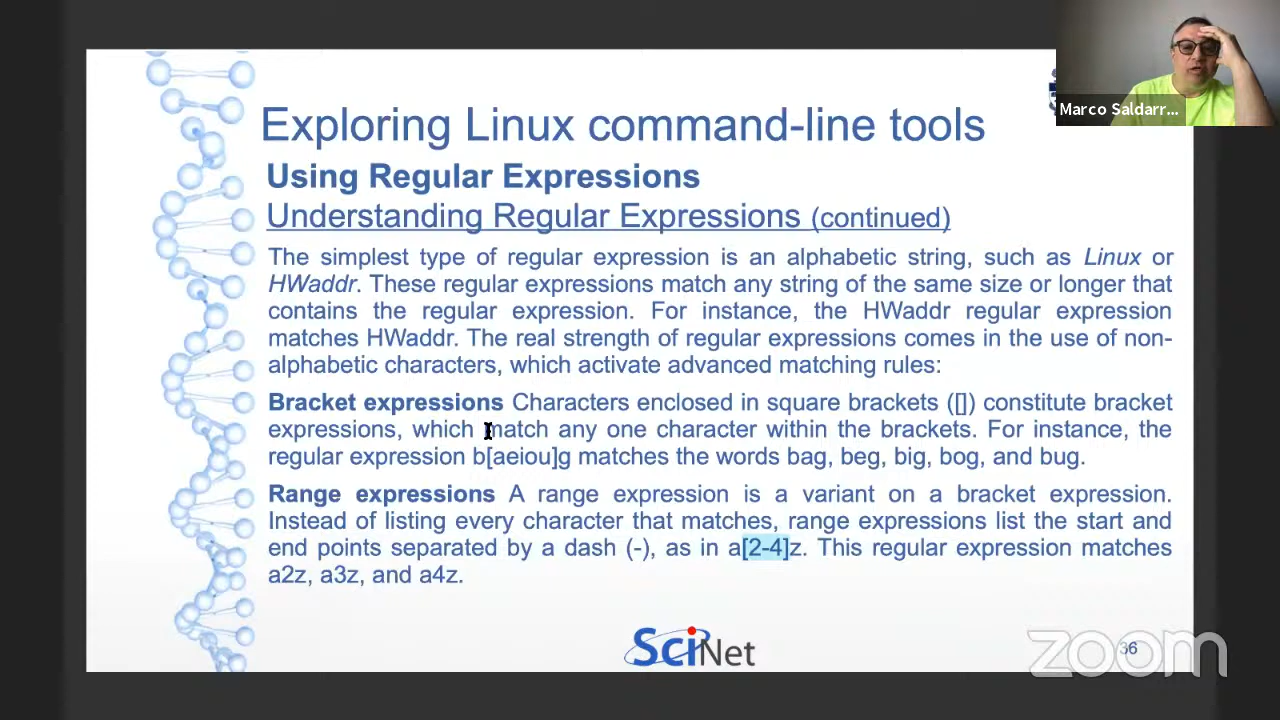 Marco Saldarr...
Exploring Linux command-line tools
Using Regular Expressions
Understanding Regular Expressions (continued)
The simplest type of regular expression is an alphabetic string, such as Linux or
HWaddr. These regular expressions match any string of the same size or longer that
contains the regular expression. For instance, the HWaddr regular expression
matches HWaddr. The real strength of regular expressions comes in the use of non-
alphabetic characters, which activate advanced matching rules:
Bracket expressions Characters enclosed in square brackets ([]) constitute bracket
expressions, which match any one character within the brackets. For instance, the
regular expression b[aeiou]g matches the words bag, beg, big, bog, and bug.
Range expressions A range expression is a variant on a bracket expression.
Instead of listing every character that matches, range expressions list the start and
end points separated by a dash (-), as in a[2-4]z. This regular expression matches
a2z, a3z, and a4z.
SciNet
36
zoom